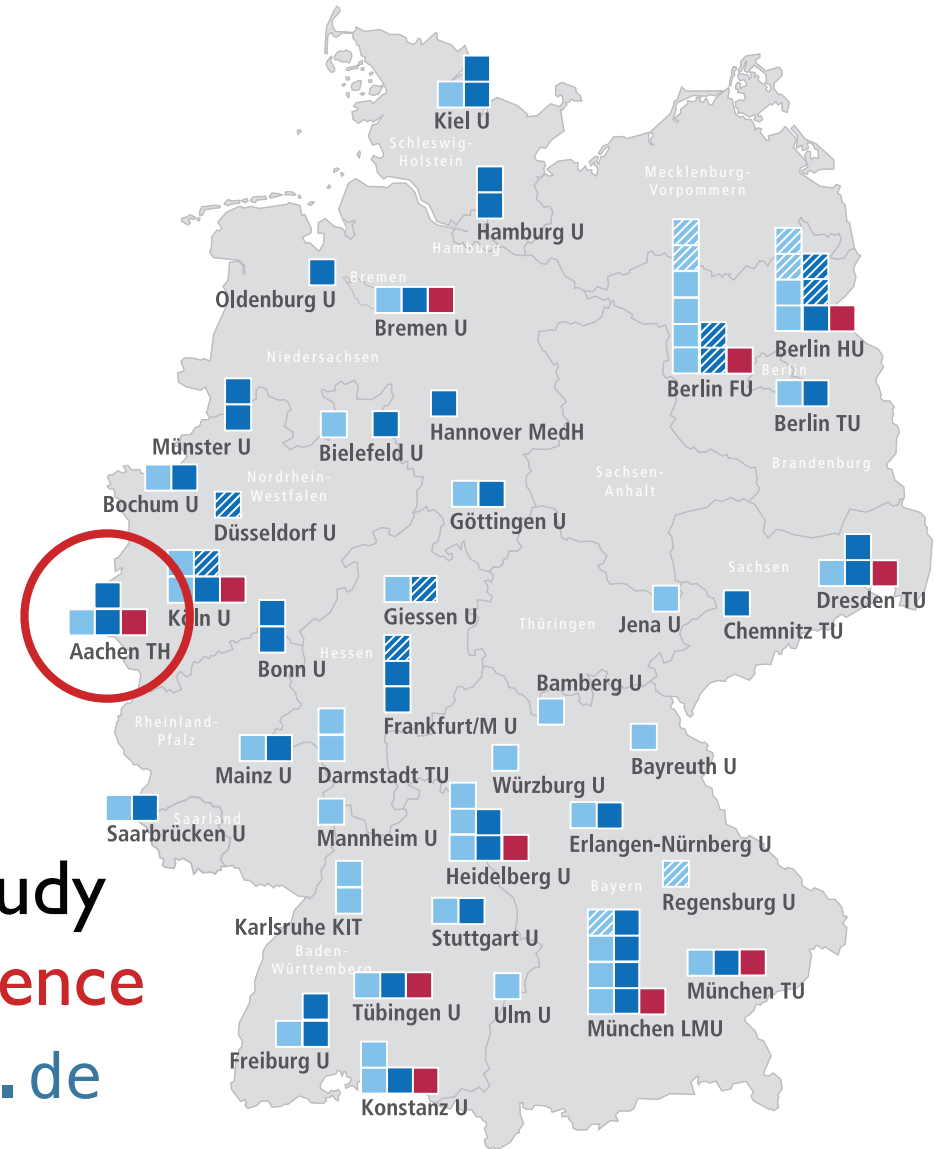 Kiel U
Schleswig-
Holstein
Mecklenburg-
Vorpommern
Hamburg U
Hamburg
Oldenburg U
Bremen
Bremen U
Niedersachsen
Berlin HU
Berlin
Berlin FU
Berlin TU
Münster U
Bielefeld U
Hannover MedH
Brandenburg
Sachsen-
Anhalt
Nordrhein-
Westfalen
Bochum U
Düsseldorf U
Göttingen U
Sachsen
Dresden TU
Köln U
Giessen U
Thüringen
Jena U
Chemnitz TU
Aachen TH
Bonn U
Hessen
Bamberg U
Rheinland-
Pfalz
Frankfurt/M U
Mainz U
Darmstadt TU
Würzburg U
Bayreuth U
Saarland
Saarbrücken U
Mannheim U
Erlangen-Nürnberg U
udy
Heidelberg U
Bayern
Regensburg U
Karlsruhe KIT
Stuttgart U
Baden-
Württemberg
ence
Tübingen U
Ulm U
München TU
München LMU
Freiburg U
.de
Konstanz U